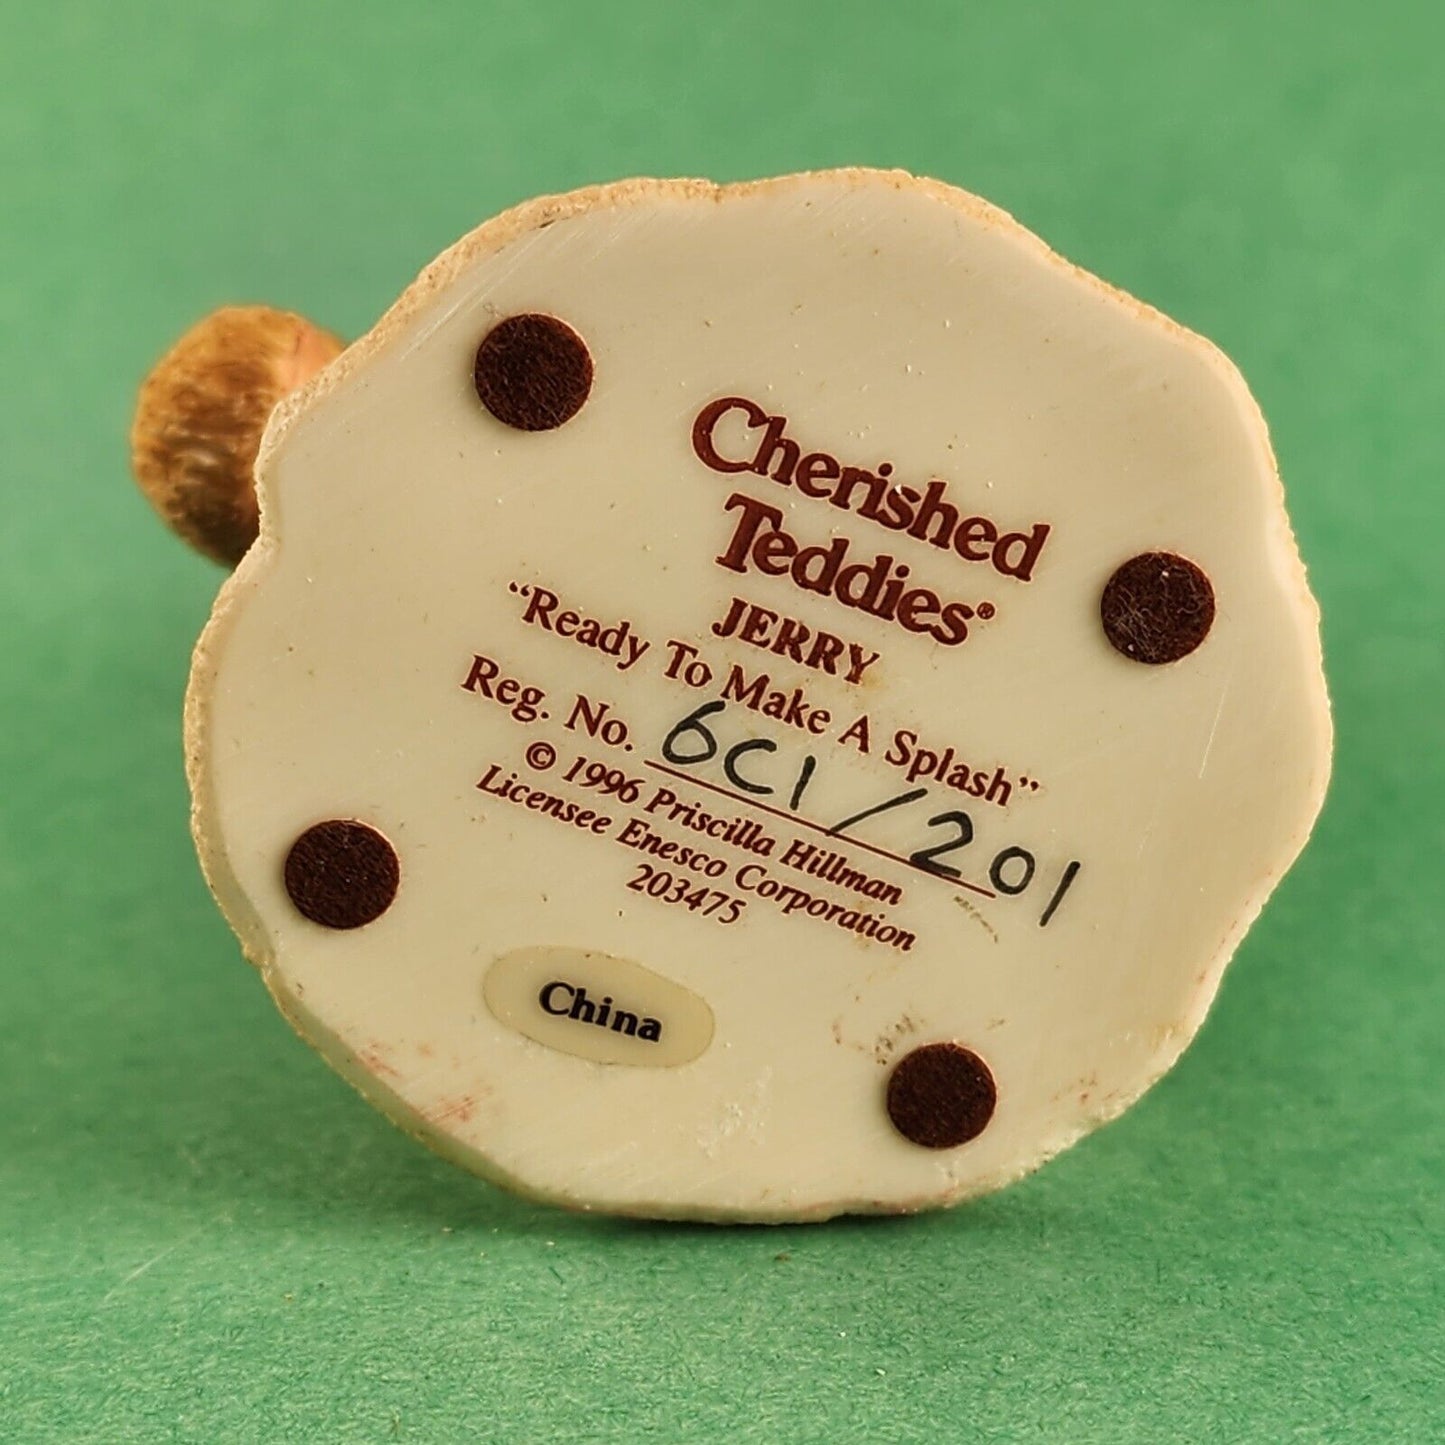 Cherished
Teddies®
JERRY
“Ready To Make A Splash”
Reg. No. 6C1/201
© 1996 Priscilla Hillman
Licensee Enesco Corporation
203475
China